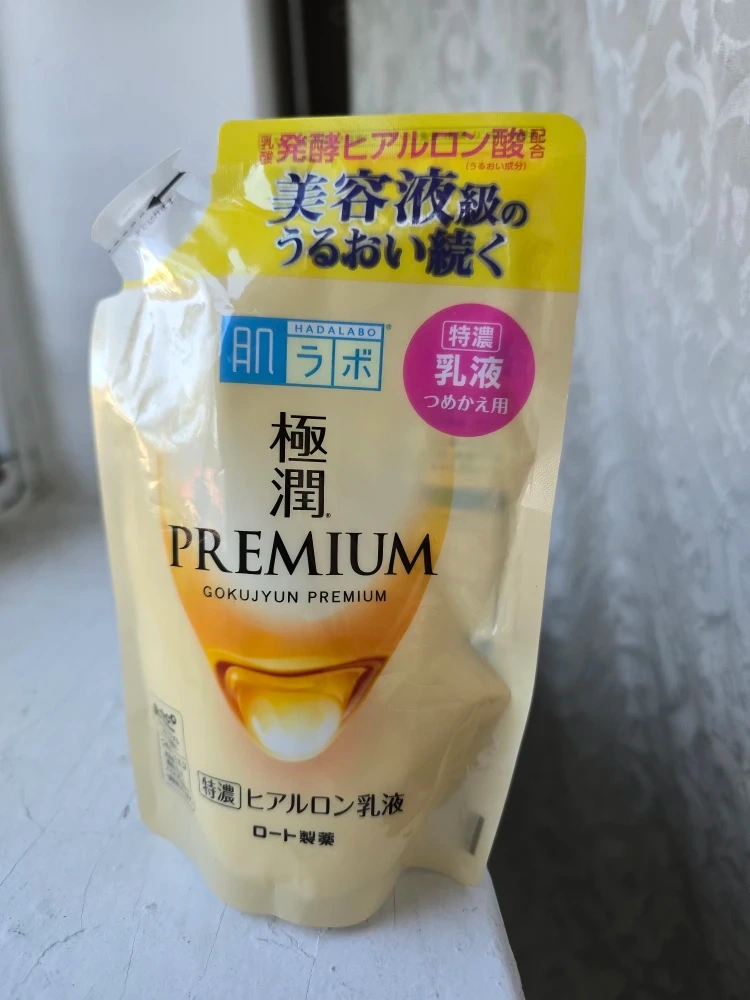 乳酸発酵ヒアルロン酸配合
(うるおい成分)
美容液級の
うるおい続く
HADALABO®
肌ラボ
特濃
乳液
つめかえ用
極
潤®
PREMIUM
GOKUJYUN PREMIUM
特濃 ヒアルロン乳液
ロート製薬